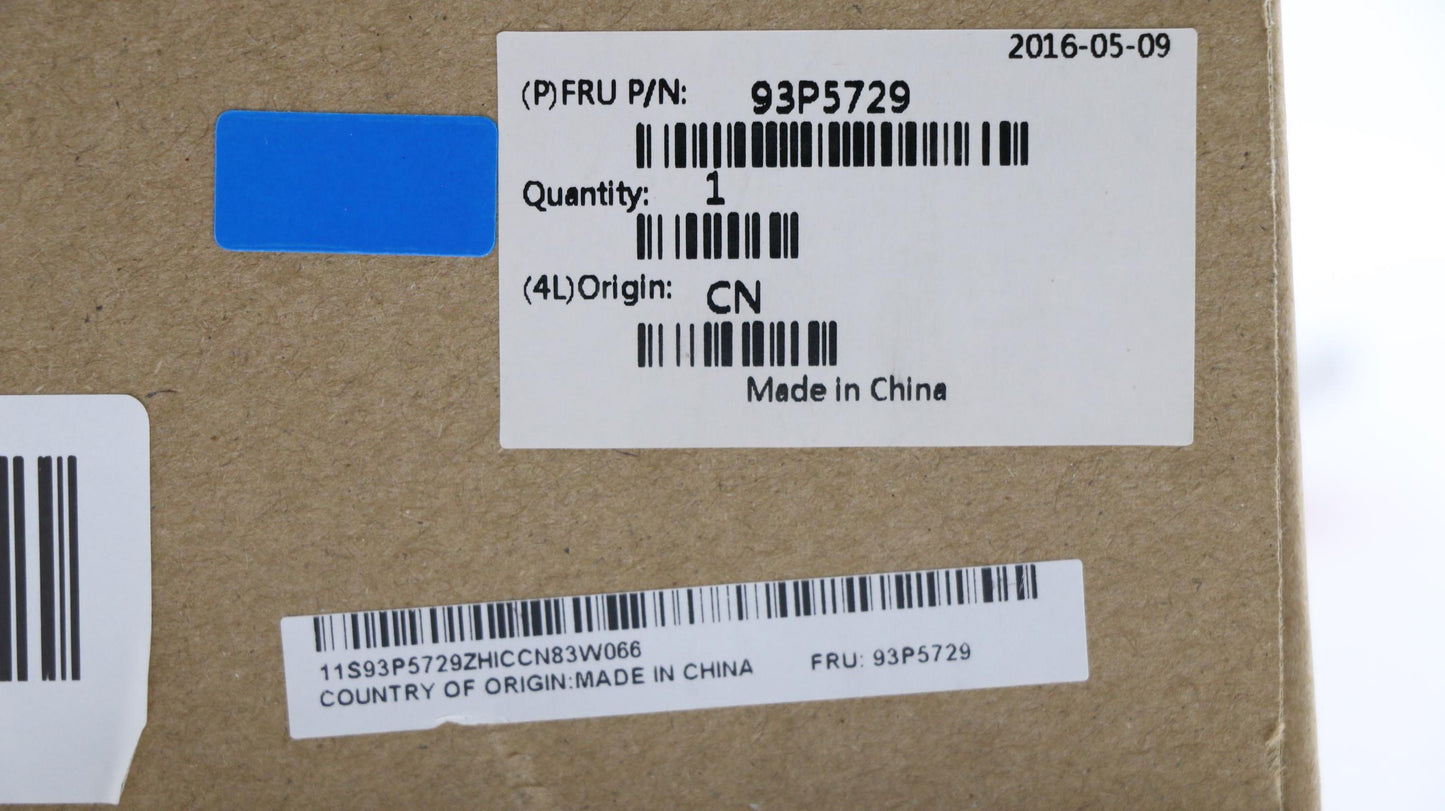 2016-05-09
(P)FRU P/N: 93P5729
Quantity: 1
(4L)Origin: CN
Made in China
11S93P5729ZHICCN83W066
COUNTRY OF ORIGIN:MADE IN CHINA FRU: 93P5729